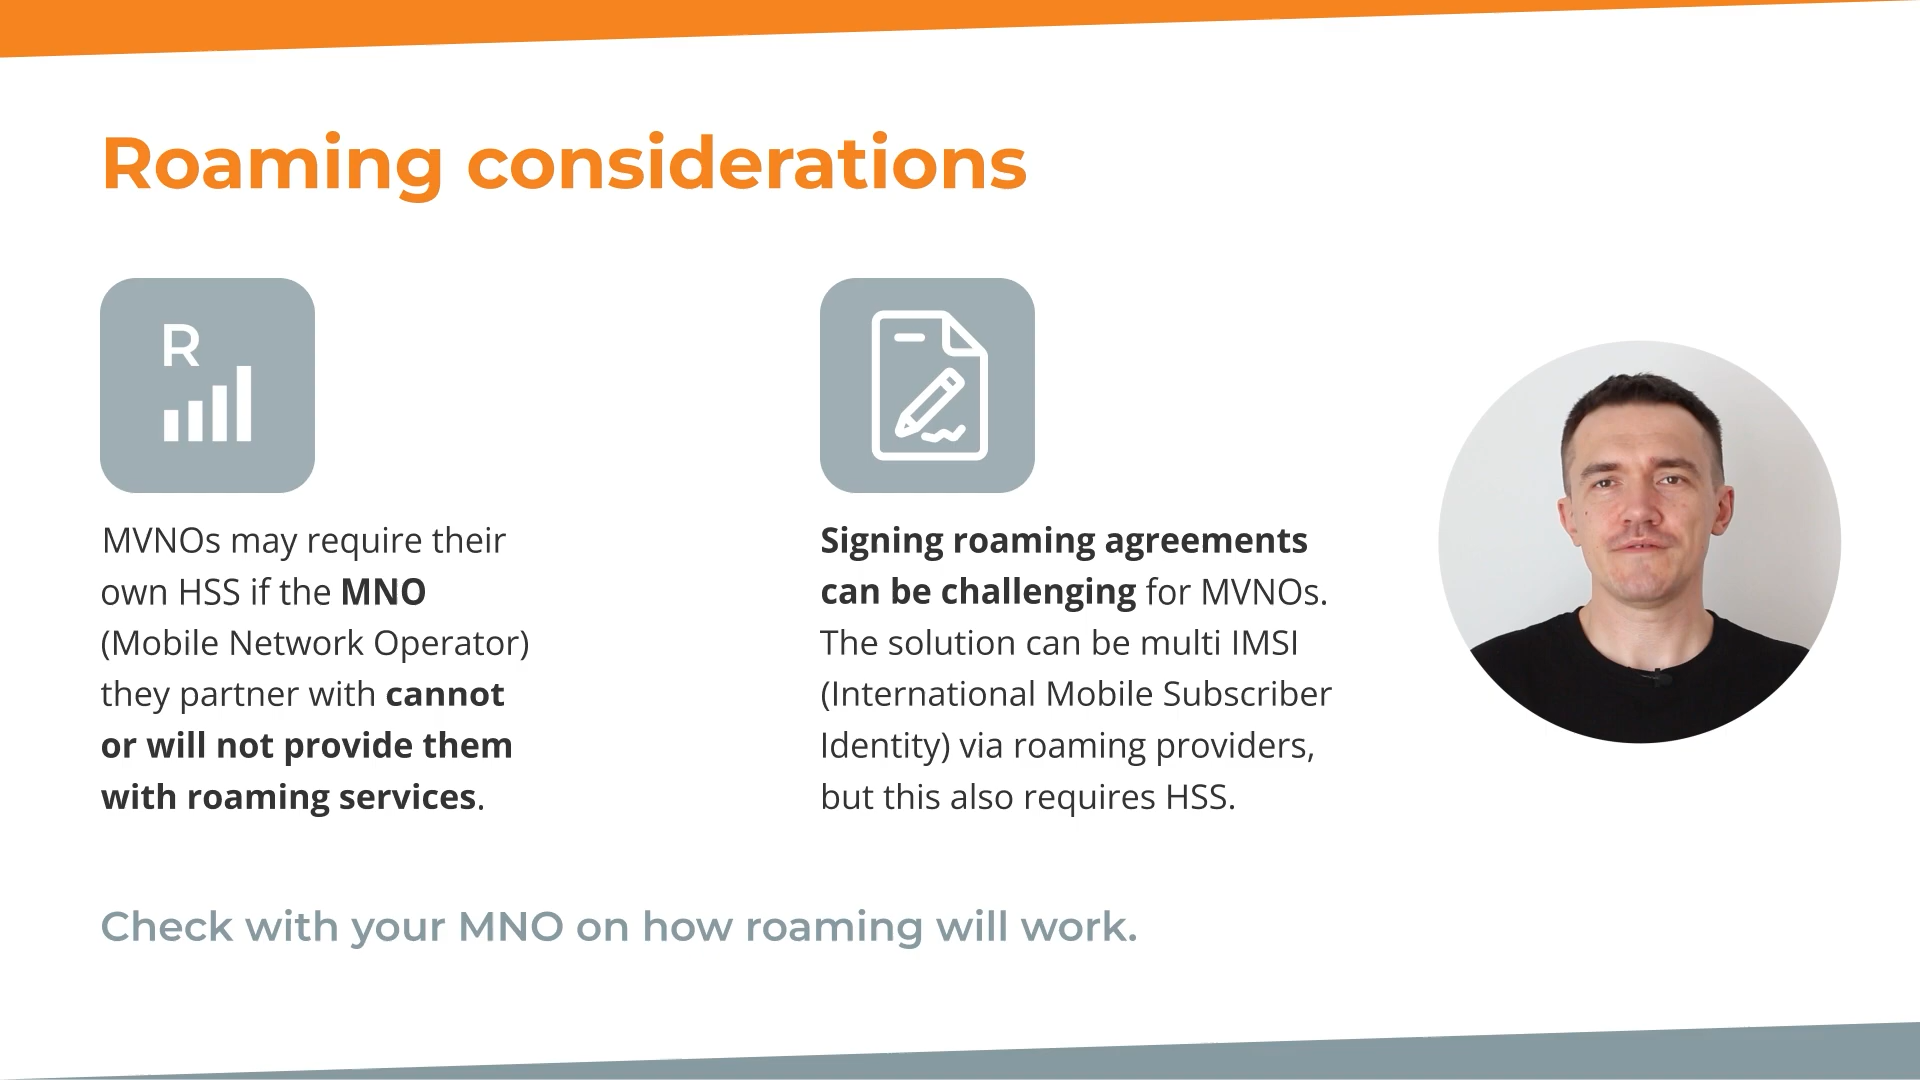 Roaming considerations
R
MVNOs may require their
own HSS if the MNO
(Mobile Network Operator)
they partner with cannot
or will not provide them
with roaming services.
Signing roaming agreements
can be challenging for MVNOs.
The solution can be multi IMSI
(International Mobile Subscriber
Identity) via roaming providers,
but this also requires HSS.
Check with your MNO on how roaming will work.